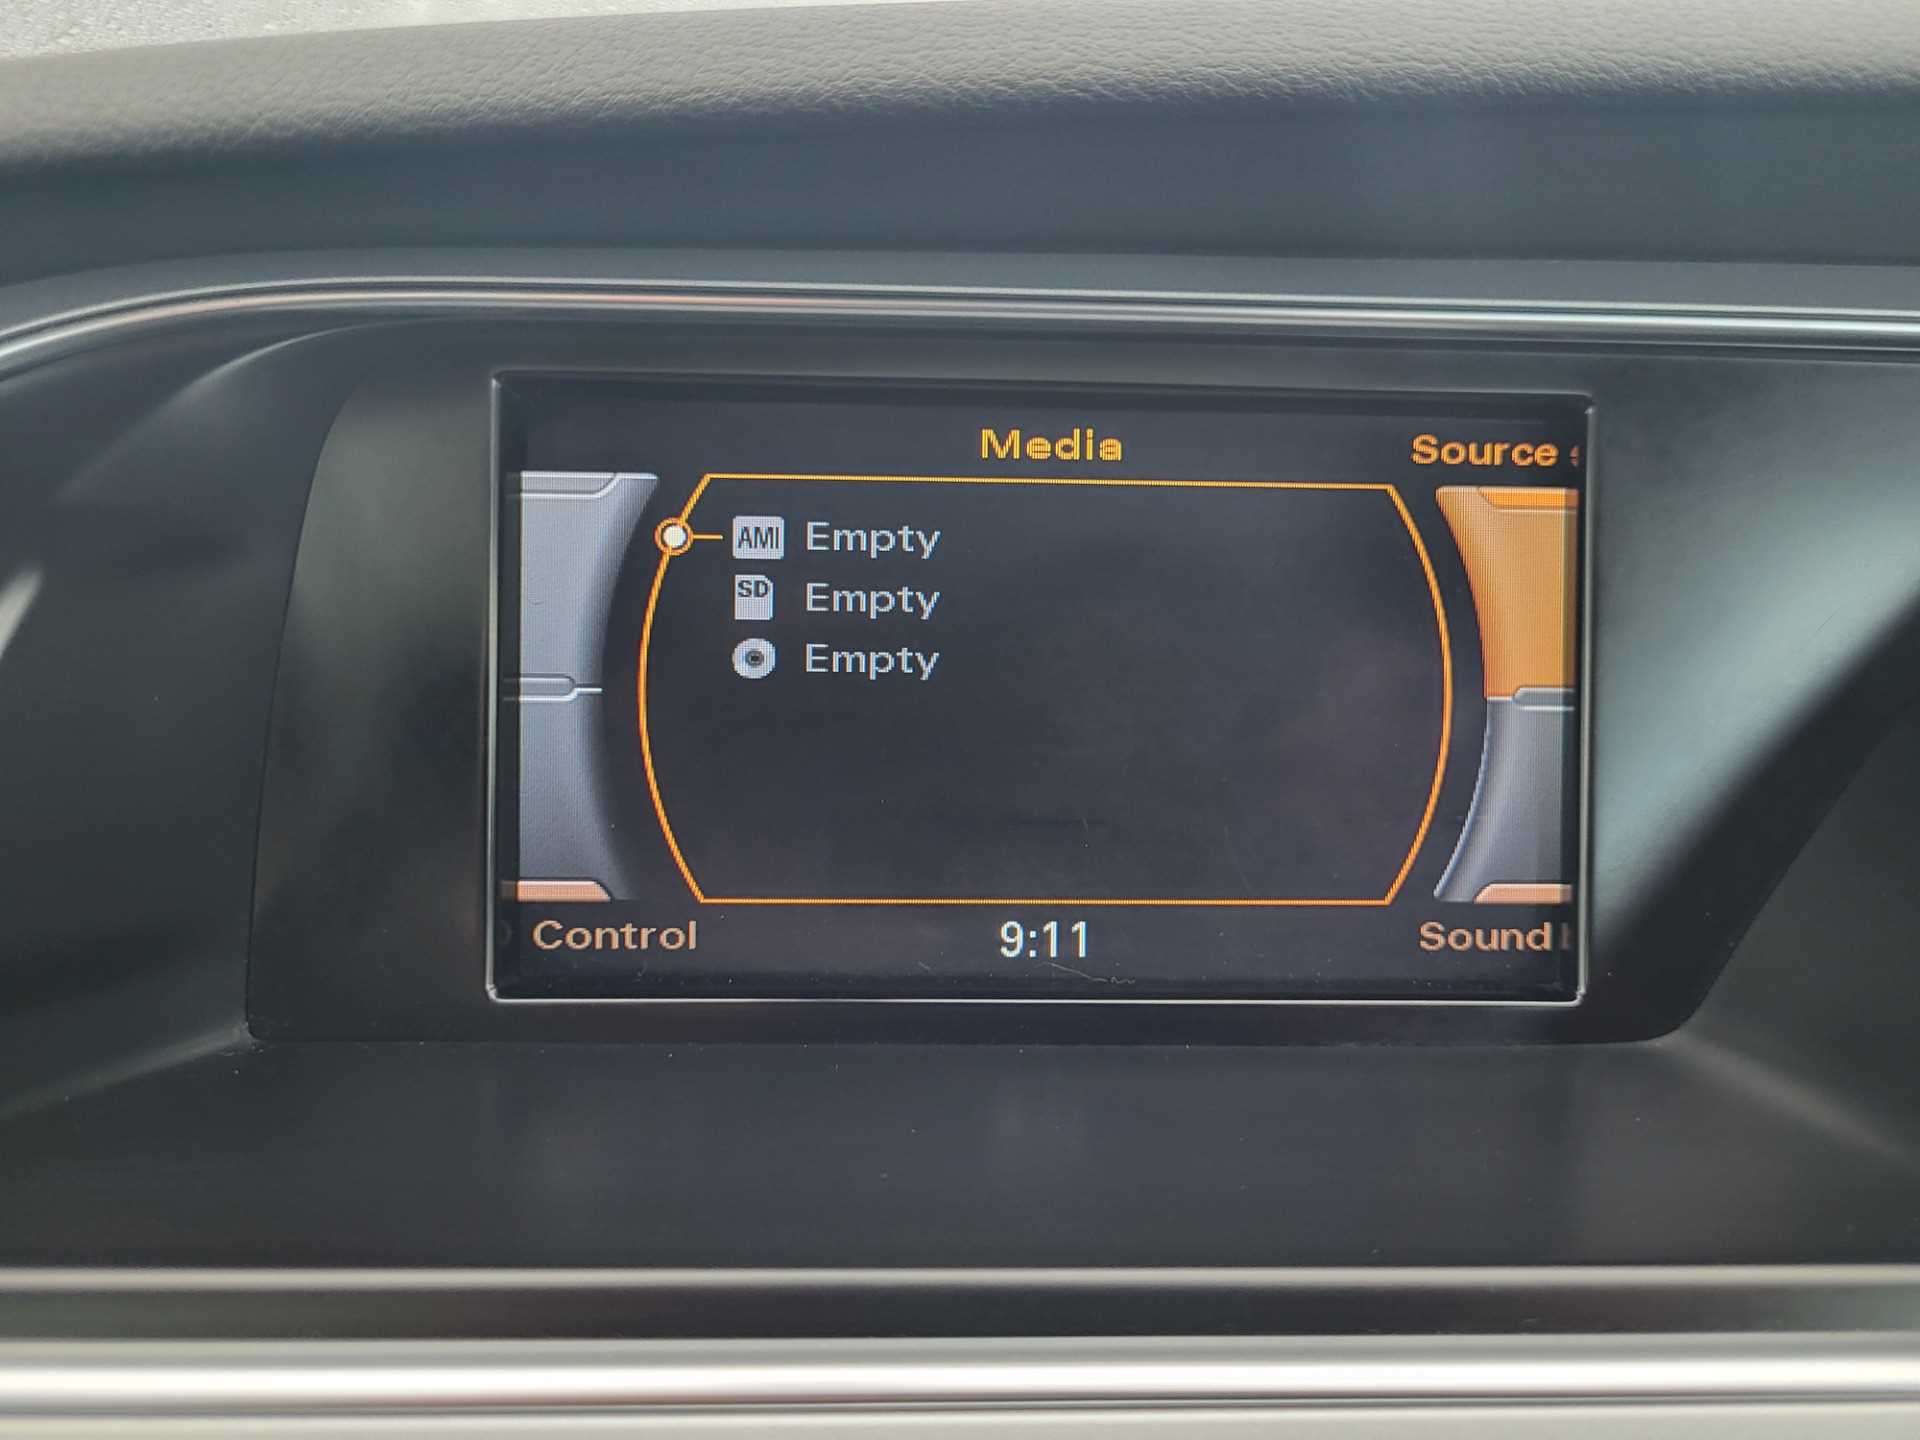 Media
Source
AMI Empty
SD Empty
Empty
Control
9:11
Sound